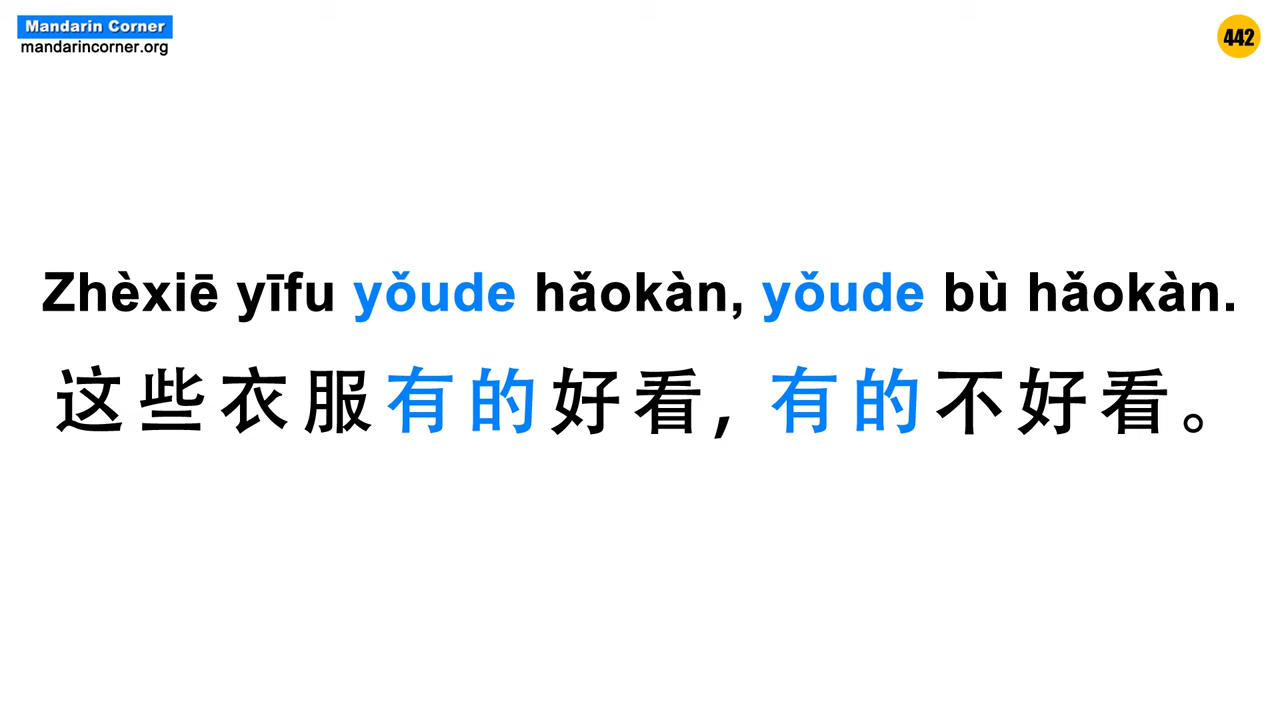 Mandarin Corner
mandarincorner.org
442
Zhèxiē yīfu yǒude hǎokàn, yǒude bù hǎokàn.
这些衣服有的好看，有的不好看。